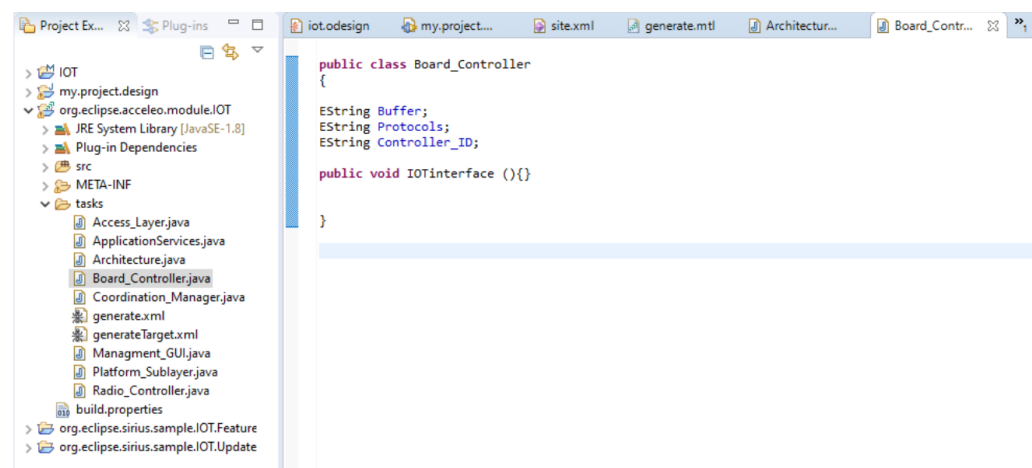 Project Ex... Plug-ins
iot.odesign my.project... site.xml generate.mtl Architectur... Board_Contr... »1
IOT
my.project.design
org.eclipse.acceleo.module.IOT
JRE System Library [JavaSE-1.8]
Plug-in Dependencies
src
META-INF
tasks
Access_Layer.java
ApplicationServices.java
Architecture.java
Board_Controller.java
Coordination_Manager.java
generate.xml
generateTarget.xml
Managment_GUI.java
Platform_Sublayer.java
Radio_Controller.java
build.properties
org.eclipse.sirius.sample.IOT.Feature
org.eclipse.sirius.sample.IOT.Update
public class Board_Controller
{
EString Buffer;
EString Protocols;
EString Controller_ID;
public void IOTinterface (){}
}